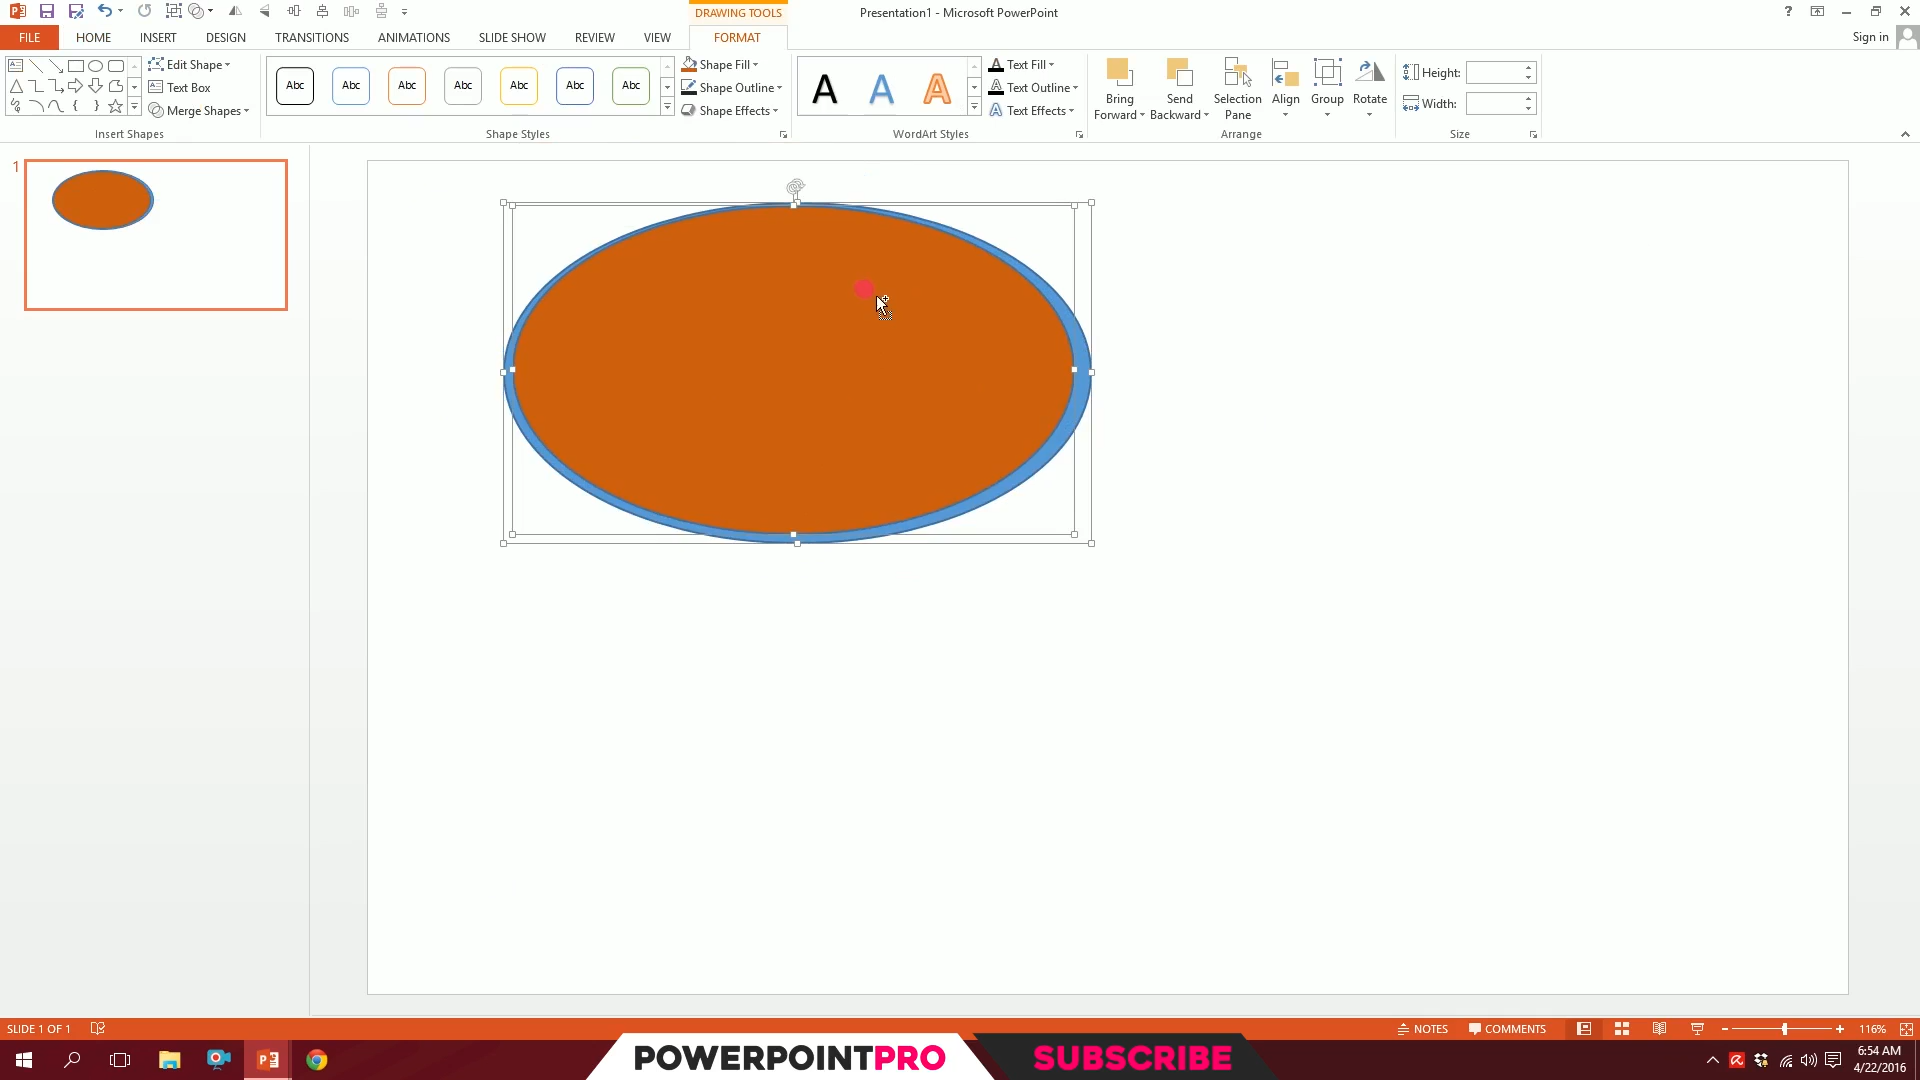 DRAWING TOOLS
Presentation1 - Microsoft PowerPoint
?
FILE HOME INSERT DESIGN TRANSITIONS ANIMATIONS SLIDE SHOW REVIEW VIEW FORMAT
Sign in
Edit Shape
Text Box
Merge Shapes
Insert Shapes
Abc Abc Abc Abc Abc Abc Abc
Shape Fill
Shape Outline
Shape Effects
Shape Styles
A A A
Text Fill
Text Outline
Text Effects
WordArt Styles
Bring Forward
Send Backward
Selection Pane
Align
Group
Rotate
Arrange
Height:
Width:
Size
1
SLIDE 1 OF 1
NOTES
COMMENTS
116%
POWERPOINTPRO
SUBSCRIBE
6:54 AM
4/22/2016